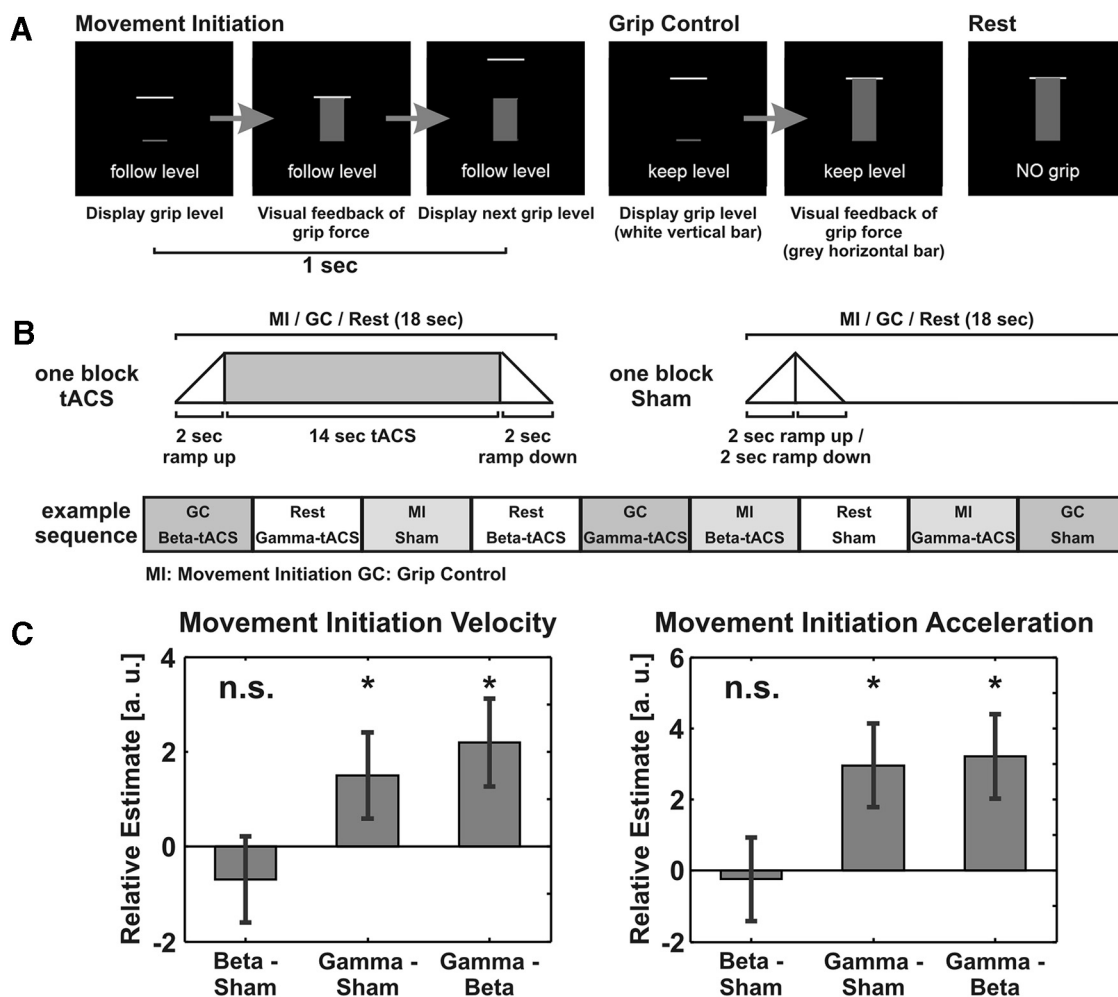 A
Movement Initiation
Grip Control
Rest
follow level
follow level
follow level
keep level
keep level
NO grip
Display grip level
Visual feedback of
grip force
Display next grip level
Display grip level
(white vertical bar)
Visual feedback of
grip force
(grey horizontal bar)
1 sec
B
MI / GC / Rest (18 sec)
one block
tACS
2 sec
ramp up
14 sec tACS
2 sec
ramp down
MI / GC / Rest (18 sec)
one block
Sham
2 sec ramp up /
2 sec ramp down
example
sequence
GC
Beta-tACS
Rest
Gamma-tACS
MI
Sham
Rest
Beta-tACS
GC
Gamma-tACS
MI
Beta-tACS
Rest
Sham
MI
Gamma-tACS
GC
Sham
MI: Movement Initiation GC: Grip Control
C
Movement Initiation Velocity
Relative Estimate [a. u.]
4
2
0
-2
n.s.
*
*
Beta -
Sham
Gamma -
Sham
Gamma -
Beta
Movement Initiation Acceleration
Relative Estimate [a. u.]
6
4
2
0
-2
n.s.
*
*
Beta -
Sham
Gamma -
Sham
Gamma -
Beta